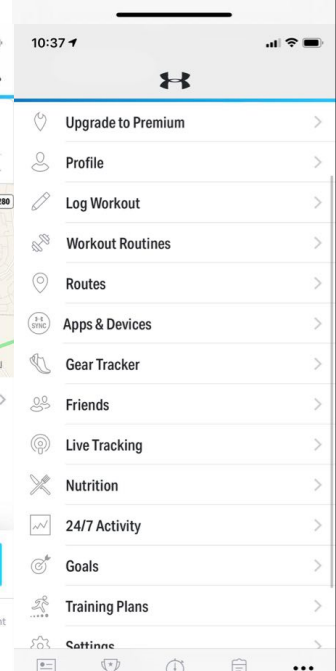 10:37
Upgrade to Premium
Profile
280
Log Workout
Workout Routines
Routes
SYNC
Apps & Devices
Gear Tracker
Friends
Live Tracking
Nutrition
24/7 Activity
Goals
Training Plans
Settings